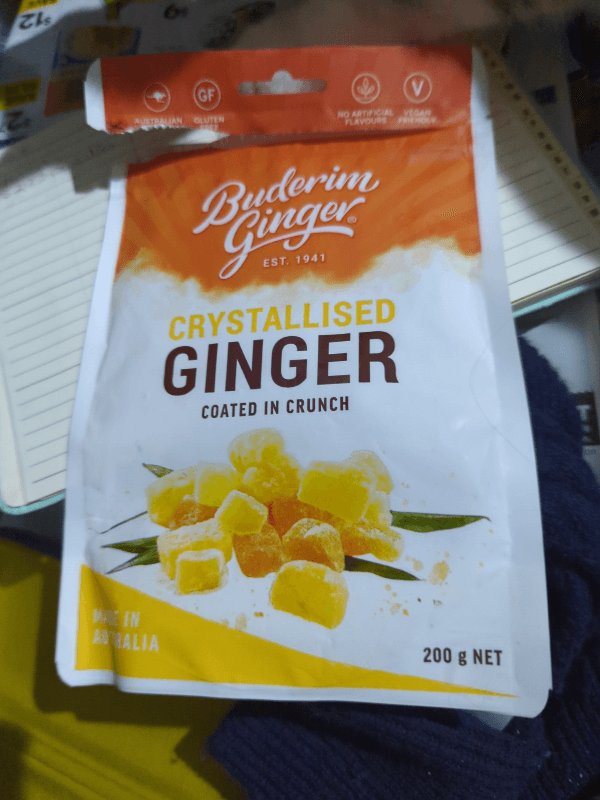 $12
GF
V
AUSTRALIAN
GLUTEN
FREE
NO ARTIFICIAL
FLAVOURS
VEGAN
FRIENDLY
Buderim
Ginger®
EST. 1941
CRYSTALLISED
GINGER
COATED IN CRUNCH
MADE IN
AUSTRALIA
200 g NET